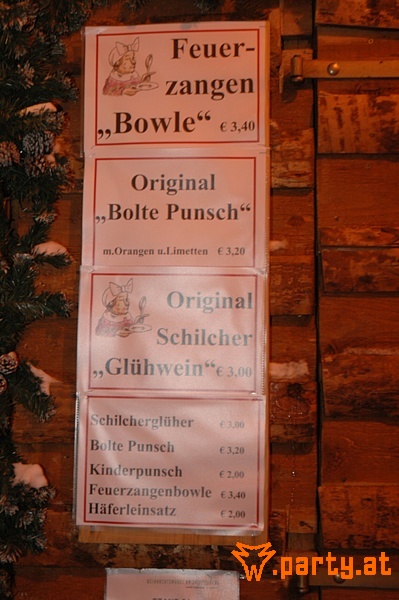 Feuer-
zangen
„Bowle“ € 3,40
Original
„Bolte Punsch“
m.Orangen u.Limetten € 3,20
Original
Schilcher
„Glühwein“ € 3,00
Schilcherglüher € 3,00
Bolte Punsch € 3,20
Kinderpunsch € 2,00
Feuerzangenbowle € 3,40
Häferleinsatz € 2,00
.party.at